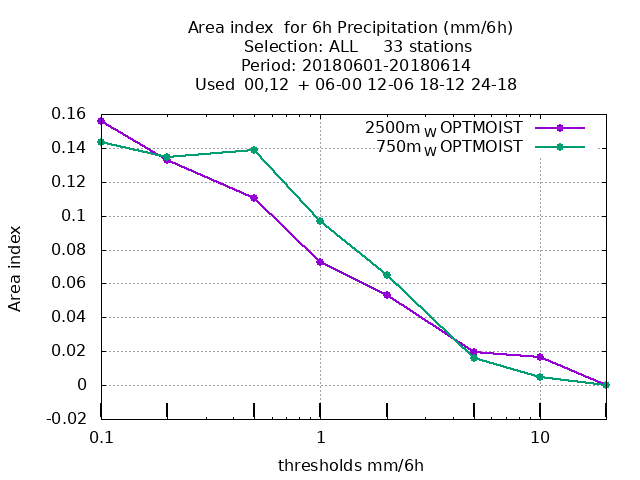 Area index  for 6h Precipitation (mm/6h)
Selection: ALL     33 stations
Period: 20180601-20180614
Used  00,12  + 06-00 12-06 18-12 24-18
2500m W OPTMOIST
750m W OPTMOIST
Area index
0.16
0.14
0.12
0.1
0.08
0.06
0.04
0.02
0
-0.02
0.1 1 10
thresholds mm/6h